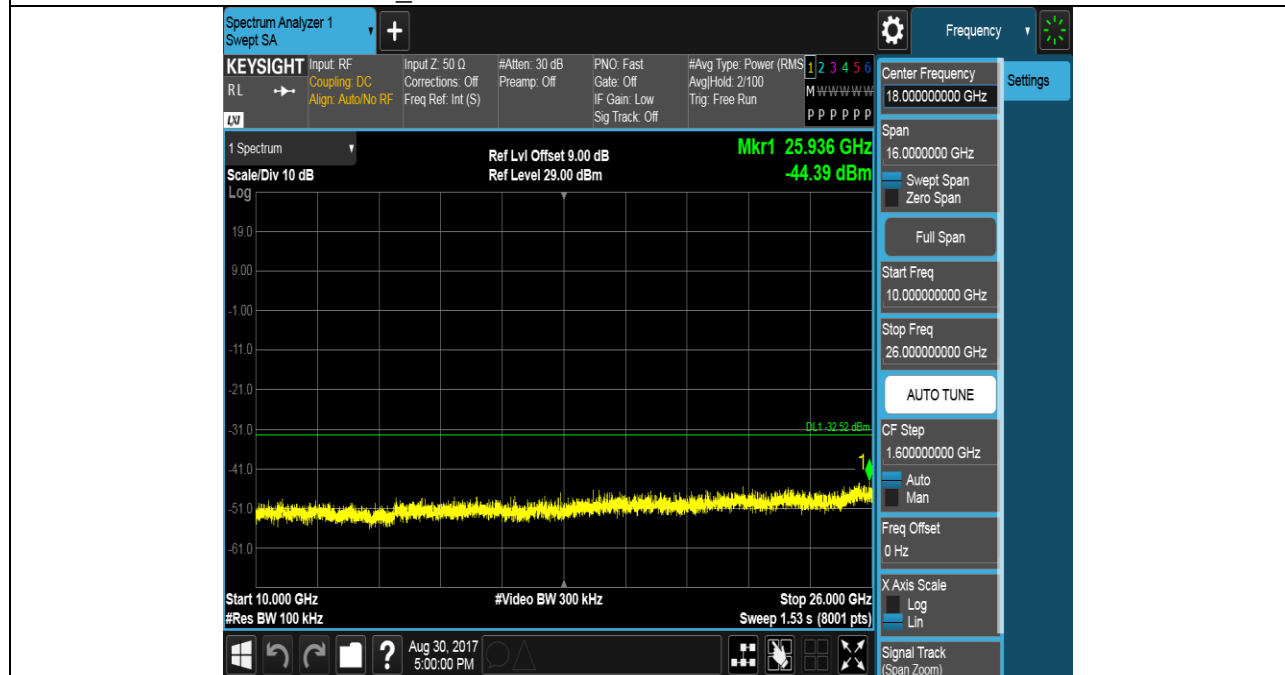 Spectrum Analyzer 1
Swept SA
+
Frequency
KEYSIGHT
RL
LXI
Input: RF
Coupling: DC
Align: Auto/No RF
Input Z: 50 Ω
Corrections: Off
Freq Ref: Int (S)
#Atten: 30 dB
Preamp: Off
PNO: Fast
Gate: Off
IF Gain: Low
Sig Track: Off
#Avg Type: Power (RMS
Avg|Hold: 2/100
Trig: Free Run
1 2 3 4 5 6
M W W W W W
P P P P P P
1 Spectrum
Scale/Div 10 dB
Log
Ref Lvl Offset 9.00 dB
Ref Level 29.00 dBm
Mkr1 25.936 GHz
-44.39 dBm
19.0
9.00
-1.00
-11.0
-21.0
-31.0
DL1 -32.52 dBm
-41.0
1
-51.0
-61.0
Start 10.000 GHz
#Res BW 100 kHz
#Video BW 300 kHz
Stop 26.000 GHz
Sweep 1.53 s (8001 pts)
?
Aug 30, 2017
5:00:00 PM
Center Frequency
18.000000000 GHz
Settings
Span
16.0000000 GHz
Swept Span
Zero Span
Full Span
Start Freq
10.000000000 GHz
Stop Freq
26.000000000 GHz
AUTO TUNE
CF Step
1.600000000 GHz
Auto
Man
Freq Offset
0 Hz
X Axis Scale
Log
Lin
Signal Track
(Span Zoom)